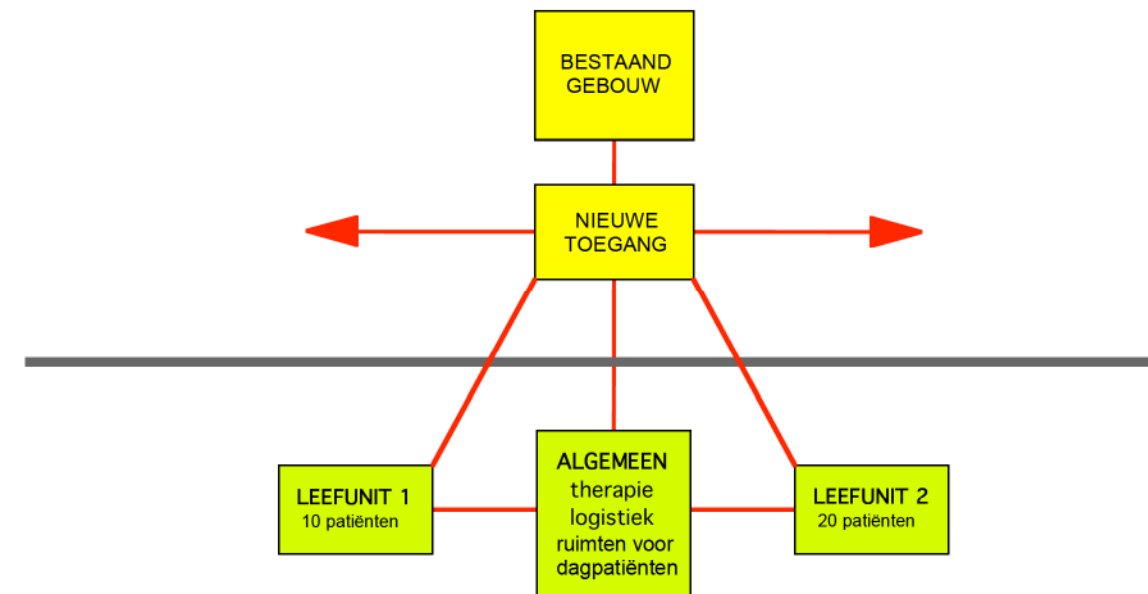 BESTAAND
GEBOUW
NIEUWE
TOEGANG
LEEFUNIT 1
10 patiënten
ALGEMEEN
therapie
logistiek
ruimten voor
dagpatiënten
LEEFUNIT 2
20 patiënten